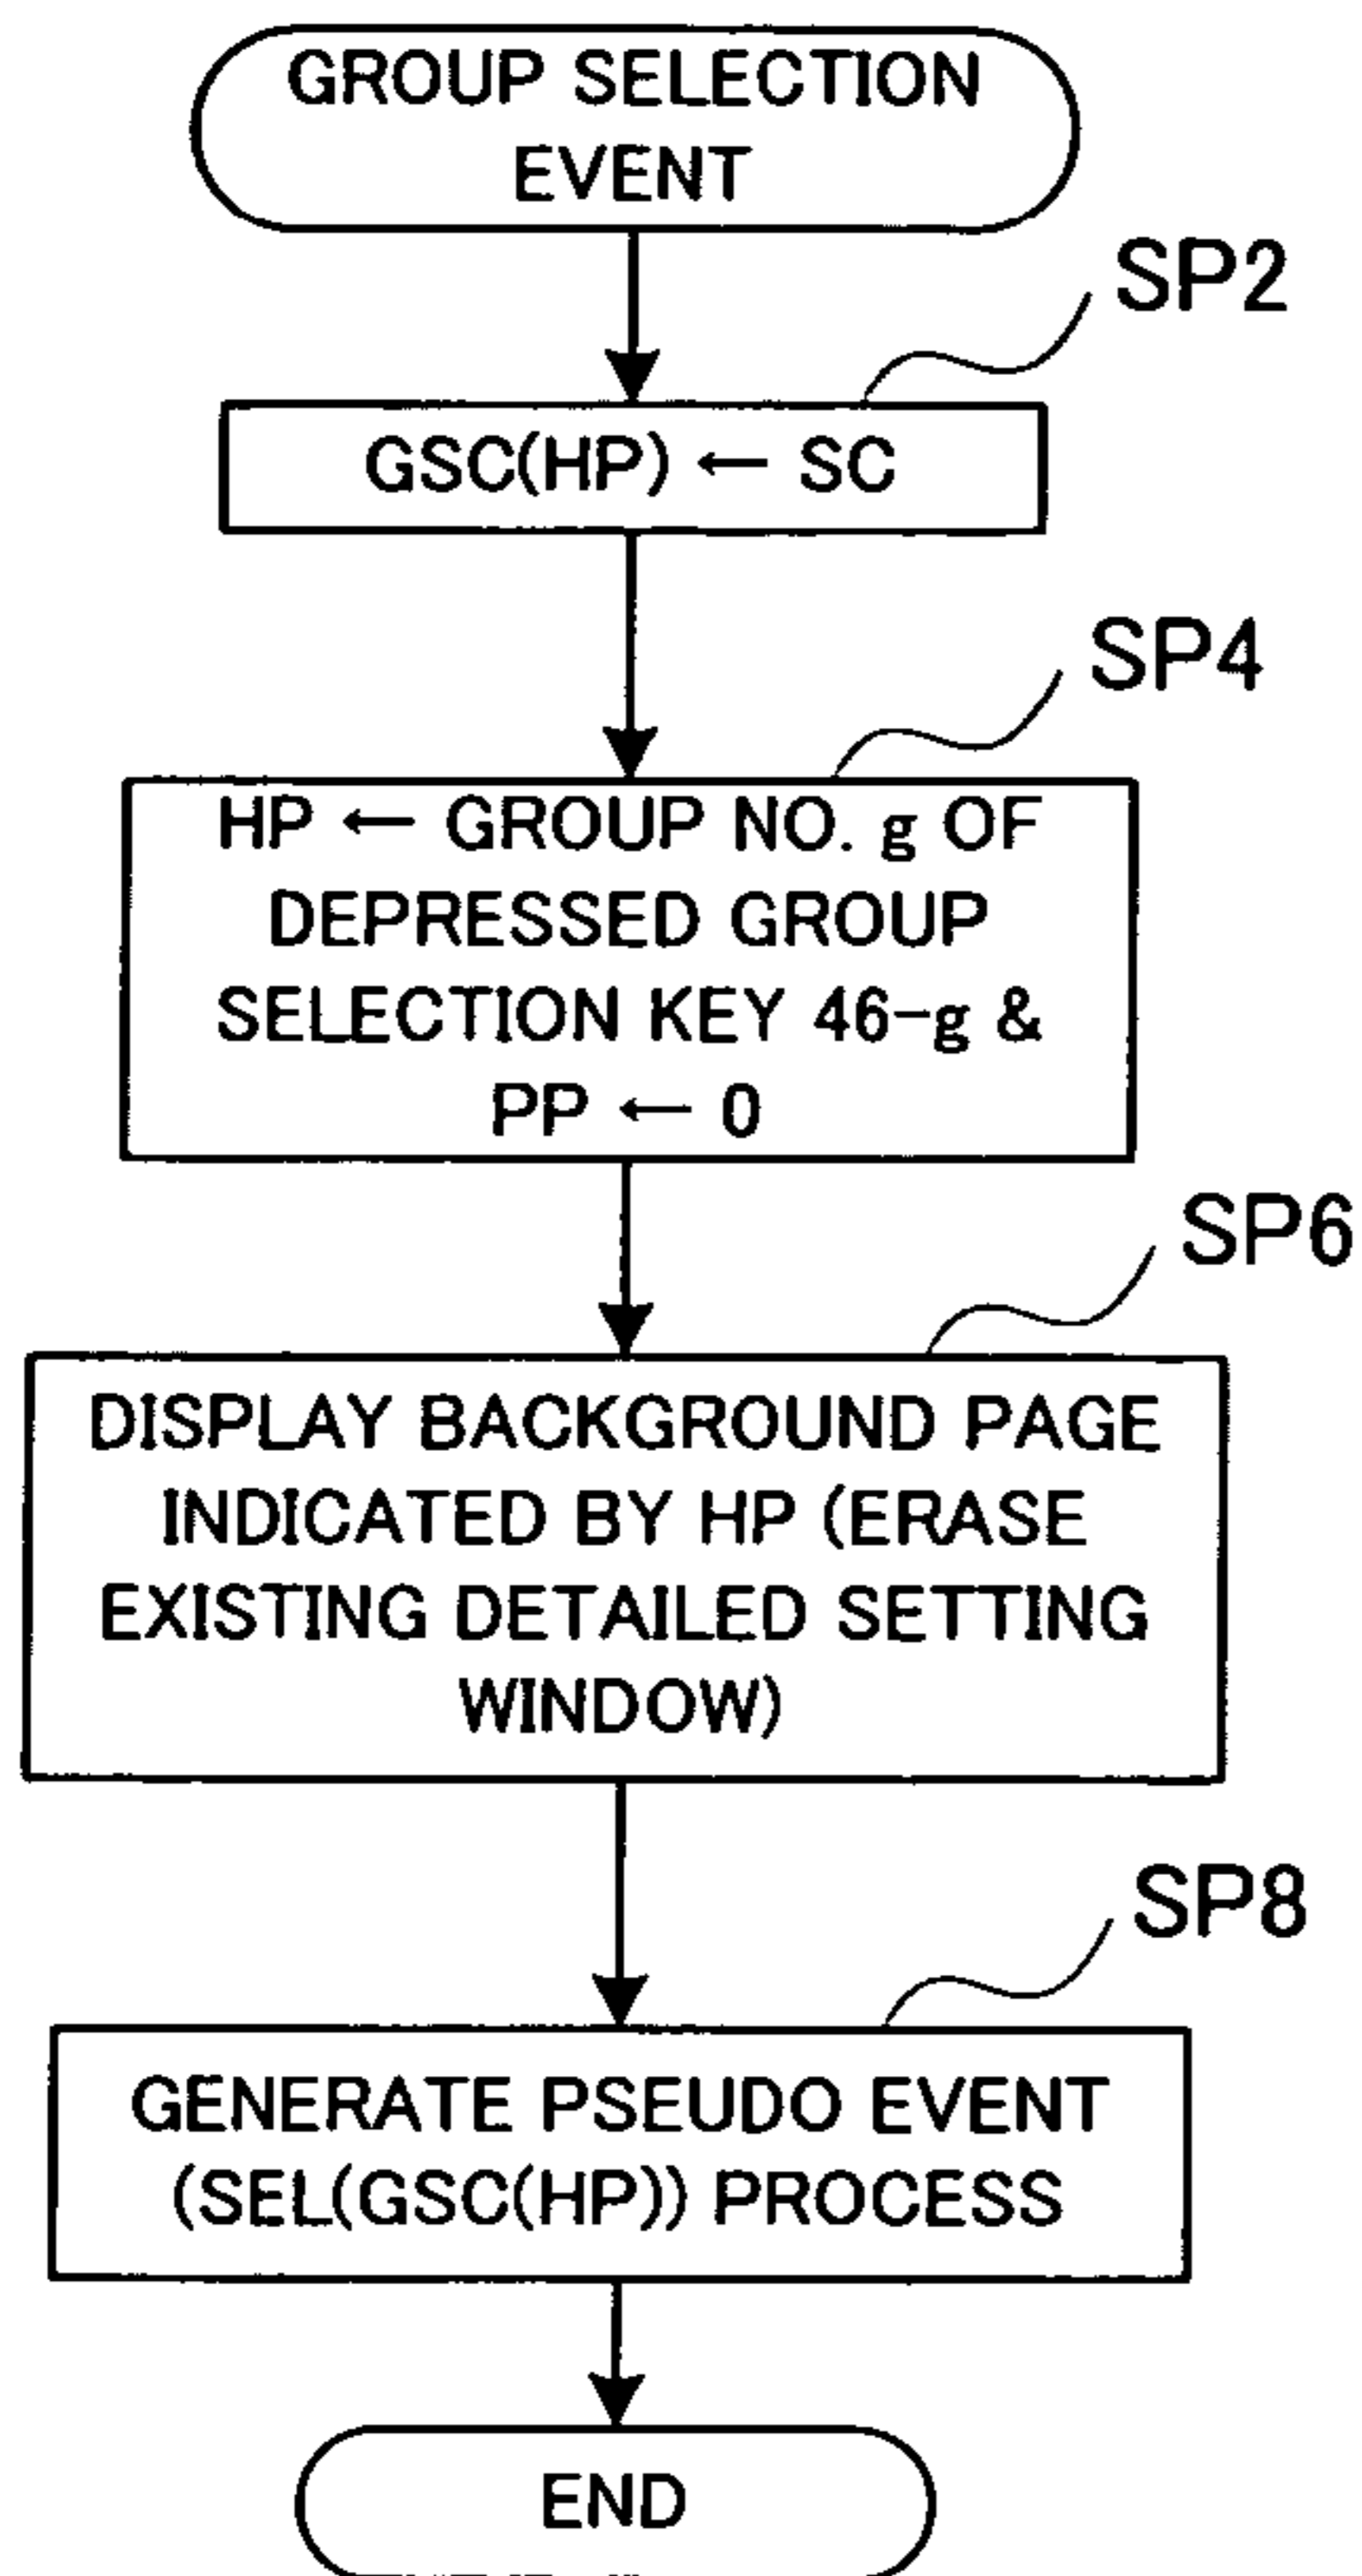 GROUP SELECTION
EVENT
SP2
GSC(HP) ← SC
SP4
HP ← GROUP NO. g OF
DEPRESSED GROUP
SELECTION KEY 46-g &
PP ← 0
SP6
DISPLAY BACKGROUND PAGE
INDICATED BY HP (ERASE
EXISTING DETAILED SETTING
WINDOW)
SP8
GENERATE PSEUDO EVENT
(SEL(GSC(HP)) PROCESS
END